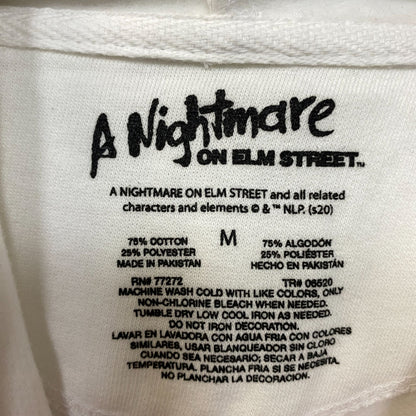 A Nightmare
ON ELM STREET™
A NIGHTMARE ON ELM STREET and all related
characters and elements © & ™ NLP. (s20)
75% COTTON
25% POLYESTER
MADE IN PAKISTAN
M
75% ALGODÓN
25% POLIÉSTER
HECHO EN PAKISTÁN
RN# 77272
TR# 06520
MACHINE WASH COLD WITH LIKE COLORS, ONLY
NON-CHLORINE BLEACH WHEN NEEDED.
TUMBLE DRY LOW COOL IRON AS NEEDED.
DO NOT IRON DECORATION.
LAVAR EN LAVADORA CON AGUA FRIA CON COLORES
SIMILARES, USAR BLANQUEADOR SIN CLORO
CUANDO SEA NECESARIO; SECAR A BAJA
TEMPERATURA. PLANCHA FRIA SI SE NECESITA.
NO PLANCHAR LA DECORACION.